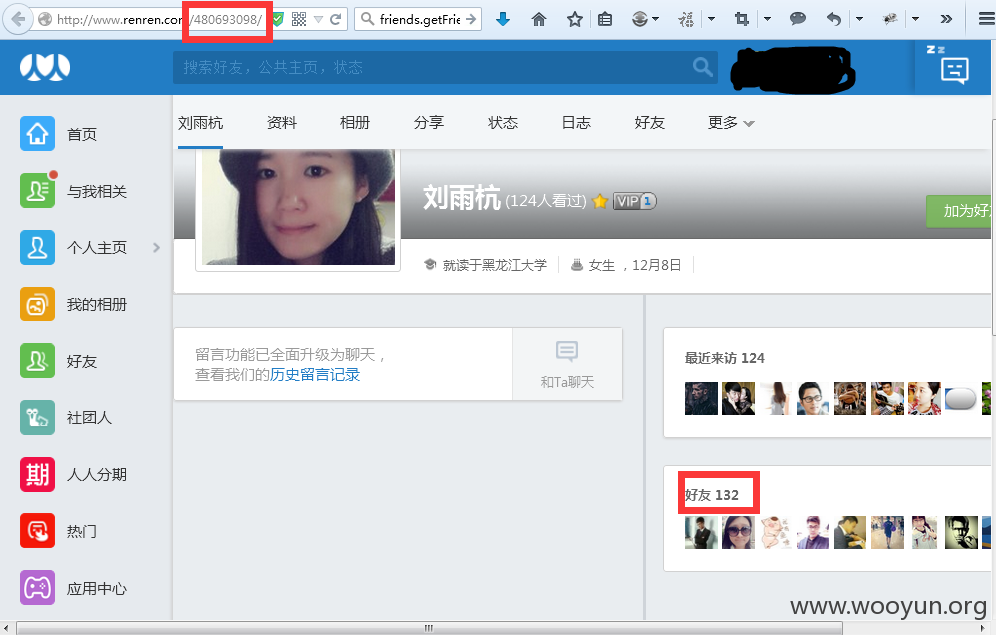 http://www.renren.com/480693098/
friends.getFrie
搜索好友，公共主页，状态
z z
首页
与我相关
个人主页
我的相册
好友
社团人
期 人人分期
热门
应用中心
刘雨杭 资料 相册 分享 状态 日志 好友 更多
刘雨杭 (124人看过) VIP 1
加为好
就读于黑龙江大学 女生 ，12月8日
留言功能已全面升级为聊天，
查看我们的历史留言记录
和Ta聊天
最近来访 124
好友 132
www.wooyun.org